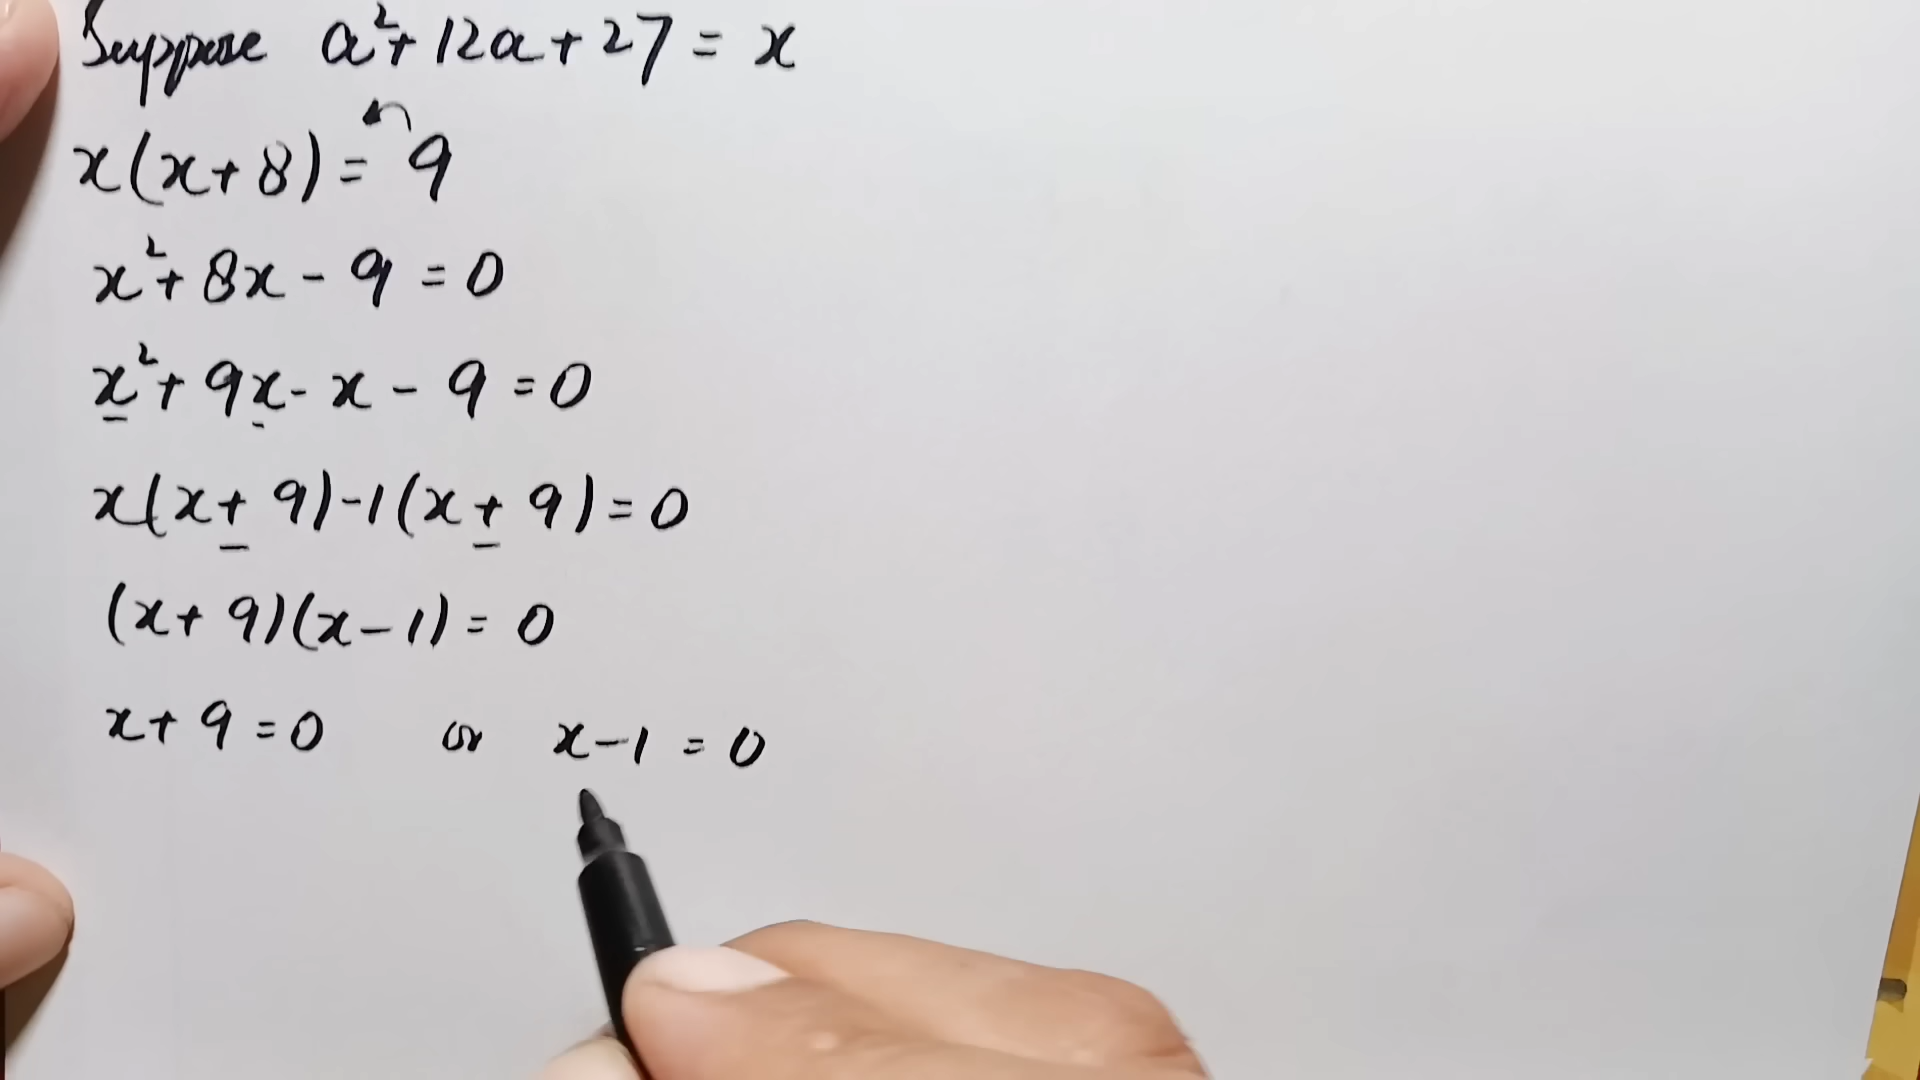 Suppose a²+12a+27 = x
x(x+8) = 9
x²+8x-9=0
x²+9x-x-9=0
x(x+9)-1(x+9)=0
(x+9)(x-1)=0
x+9=0 or x-1=0